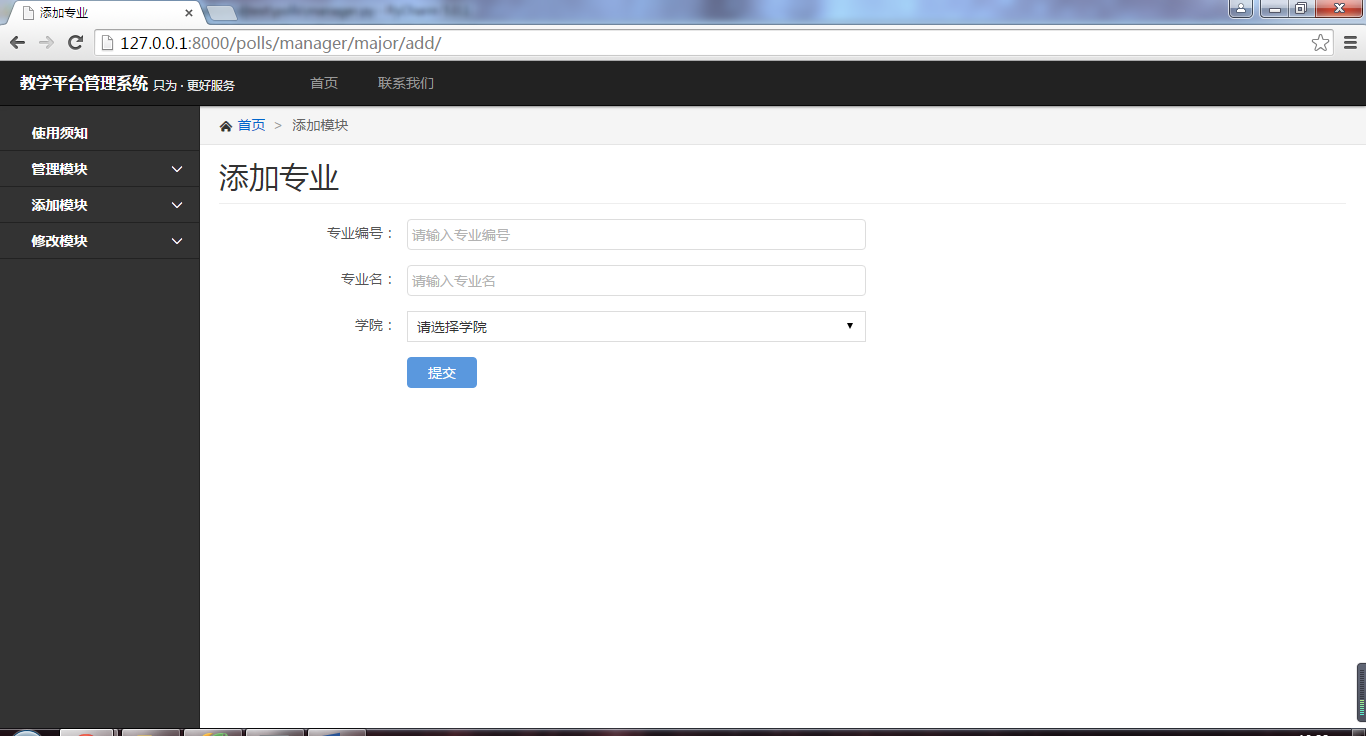 添加专业
127.0.0.1:8000/polls/manager/major/add/
教学平台管理系统 只为 · 更好服务 首页 联系我们
使用须知
管理模块
添加模块
修改模块
首页 > 添加模块
添加专业
专业编号： 请输入专业编号
专业名： 请输入专业名
学院： 请选择学院
提交